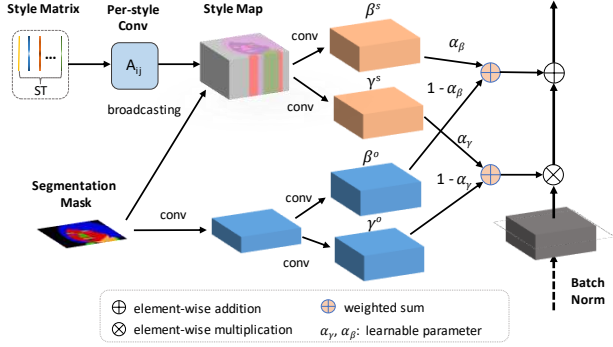 Style Matrix
Per-style
Conv
Style Map
ST
A_ij
broadcasting
conv
conv
β^s
γ^s
α_β
1 - α_β
α_γ
1 - α_γ
Segmentation
Mask
conv
conv
conv
β^o
γ^o
Batch
Norm
element-wise addition
weighted sum
element-wise multiplication
α_γ, α_β: learnable parameter